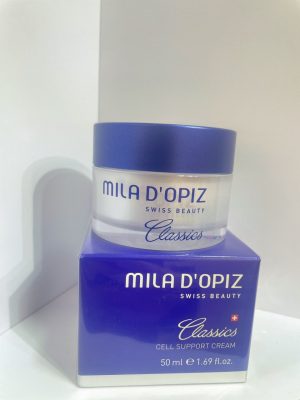 MILA D'OPIZ
SWISS BEAUTY
Classics
MILA D'OPIZ
SWISS BEAUTY
Classics
CELL SUPPORT CREAM
50 ml ℮ 1.69 fl.oz.